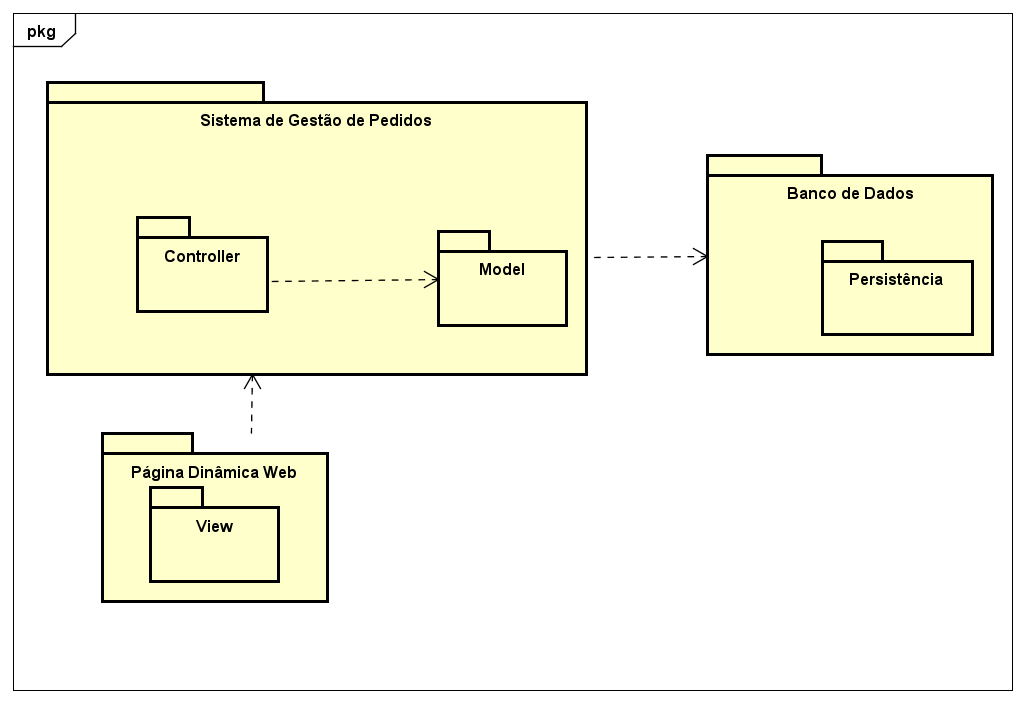 pkg
Sistema de Gestão de Pedidos
Banco de Dados
Controller
Model
Persistência
Página Dinâmica Web
View